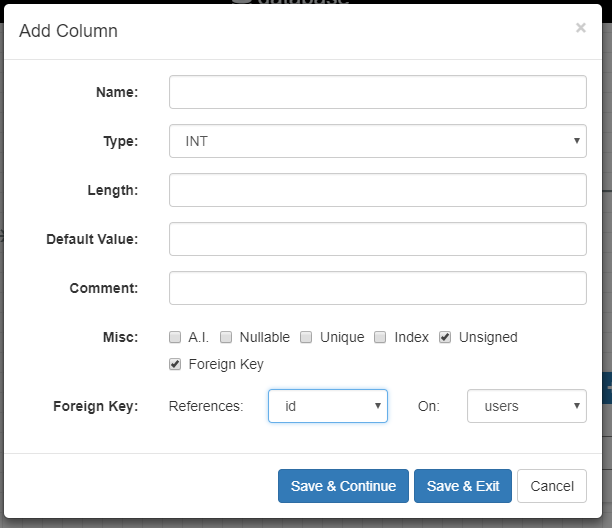 database
Add Column ×
Name:
Type: INT
Length:
Default Value:
Comment:
Misc: A.I. Nullable Unique Index Unsigned
Foreign Key
Foreign Key: References: id On: users
Save & Continue Save & Exit Cancel